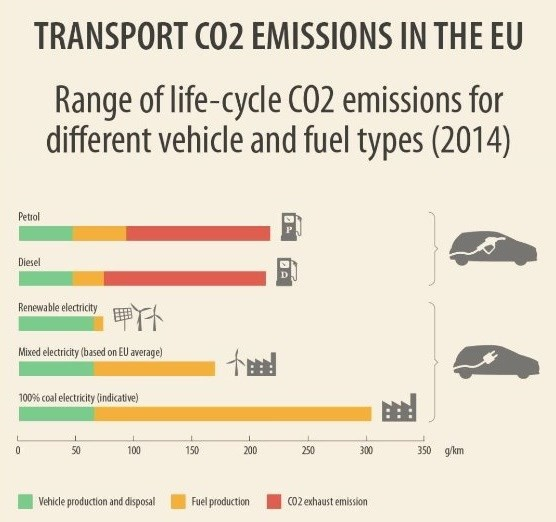 TRANSPORT CO2 EMISSIONS IN THE EU
Range of life-cycle CO2 emissions for
different vehicle and fuel types (2014)
Petrol
P
Diesel
D
Renewable electricity
Mixed electricity (based on EU average)
100% coal electricity (indicative)
0 50 100 150 200 250 300 350 g/km
Vehicle production and disposal Fuel production CO2 exhaust emission